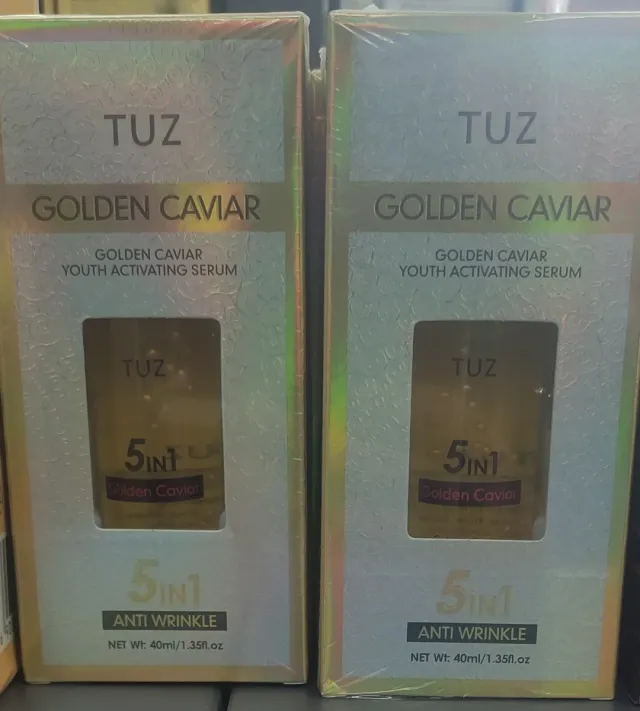 TUZ
GOLDEN CAVIAR
GOLDEN CAVIAR
YOUTH ACTIVATING SERUM
TUZ
5IN1
Golden Caviar
5IN1
ANTI WRINKLE
NET Wt: 40ml/1.35fl.oz
TUZ
GOLDEN CAVIAR
GOLDEN CAVIAR
YOUTH ACTIVATING SERUM
TUZ
5IN1
Golden Caviar
5IN1
ANTI WRINKLE
NET Wt: 40ml/1.35fl.oz